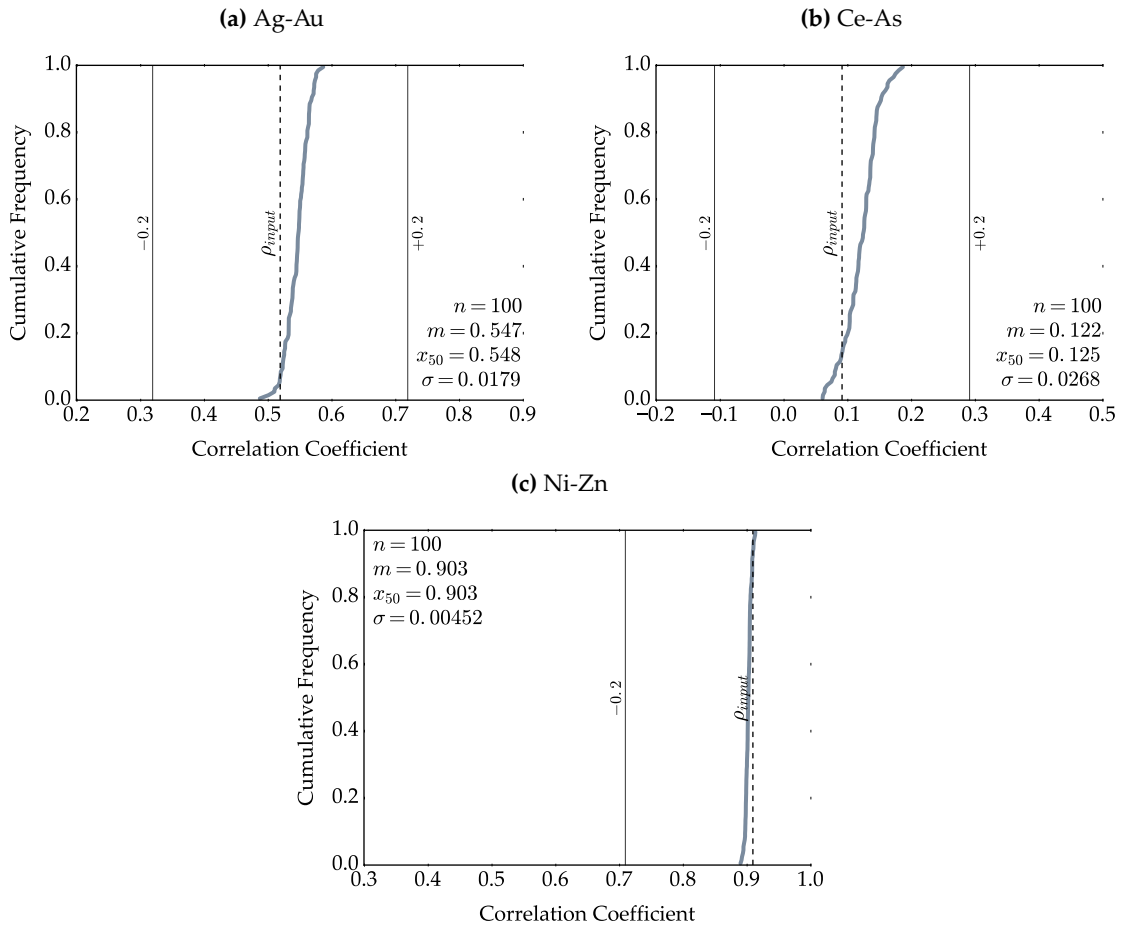 (a) Ag-Au
1.0
0.8
0.6
0.4
0.2
0.0
Cumulative Frequency
−0.2
ρinput
+0.2
n = 100
m = 0.547
x50 = 0.548
σ = 0.0179
0.2 0.3 0.4 0.5 0.6 0.7 0.8 0.9
Correlation Coefficient
(b) Ce-As
1.0
0.8
0.6
0.4
0.2
0.0
Cumulative Frequency
−0.2
ρinput
+0.2
n = 100
m = 0.122
x50 = 0.125
σ = 0.0268
−0.2 −0.1 0.0 0.1 0.2 0.3 0.4 0.5
Correlation Coefficient
(c) Ni-Zn
1.0
0.8
0.6
0.4
0.2
0.0
Cumulative Frequency
n = 100
m = 0.903
x50 = 0.903
σ = 0.00452
−0.2
ρinput
0.3 0.4 0.5 0.6 0.7 0.8 0.9 1.0
Correlation Coefficient